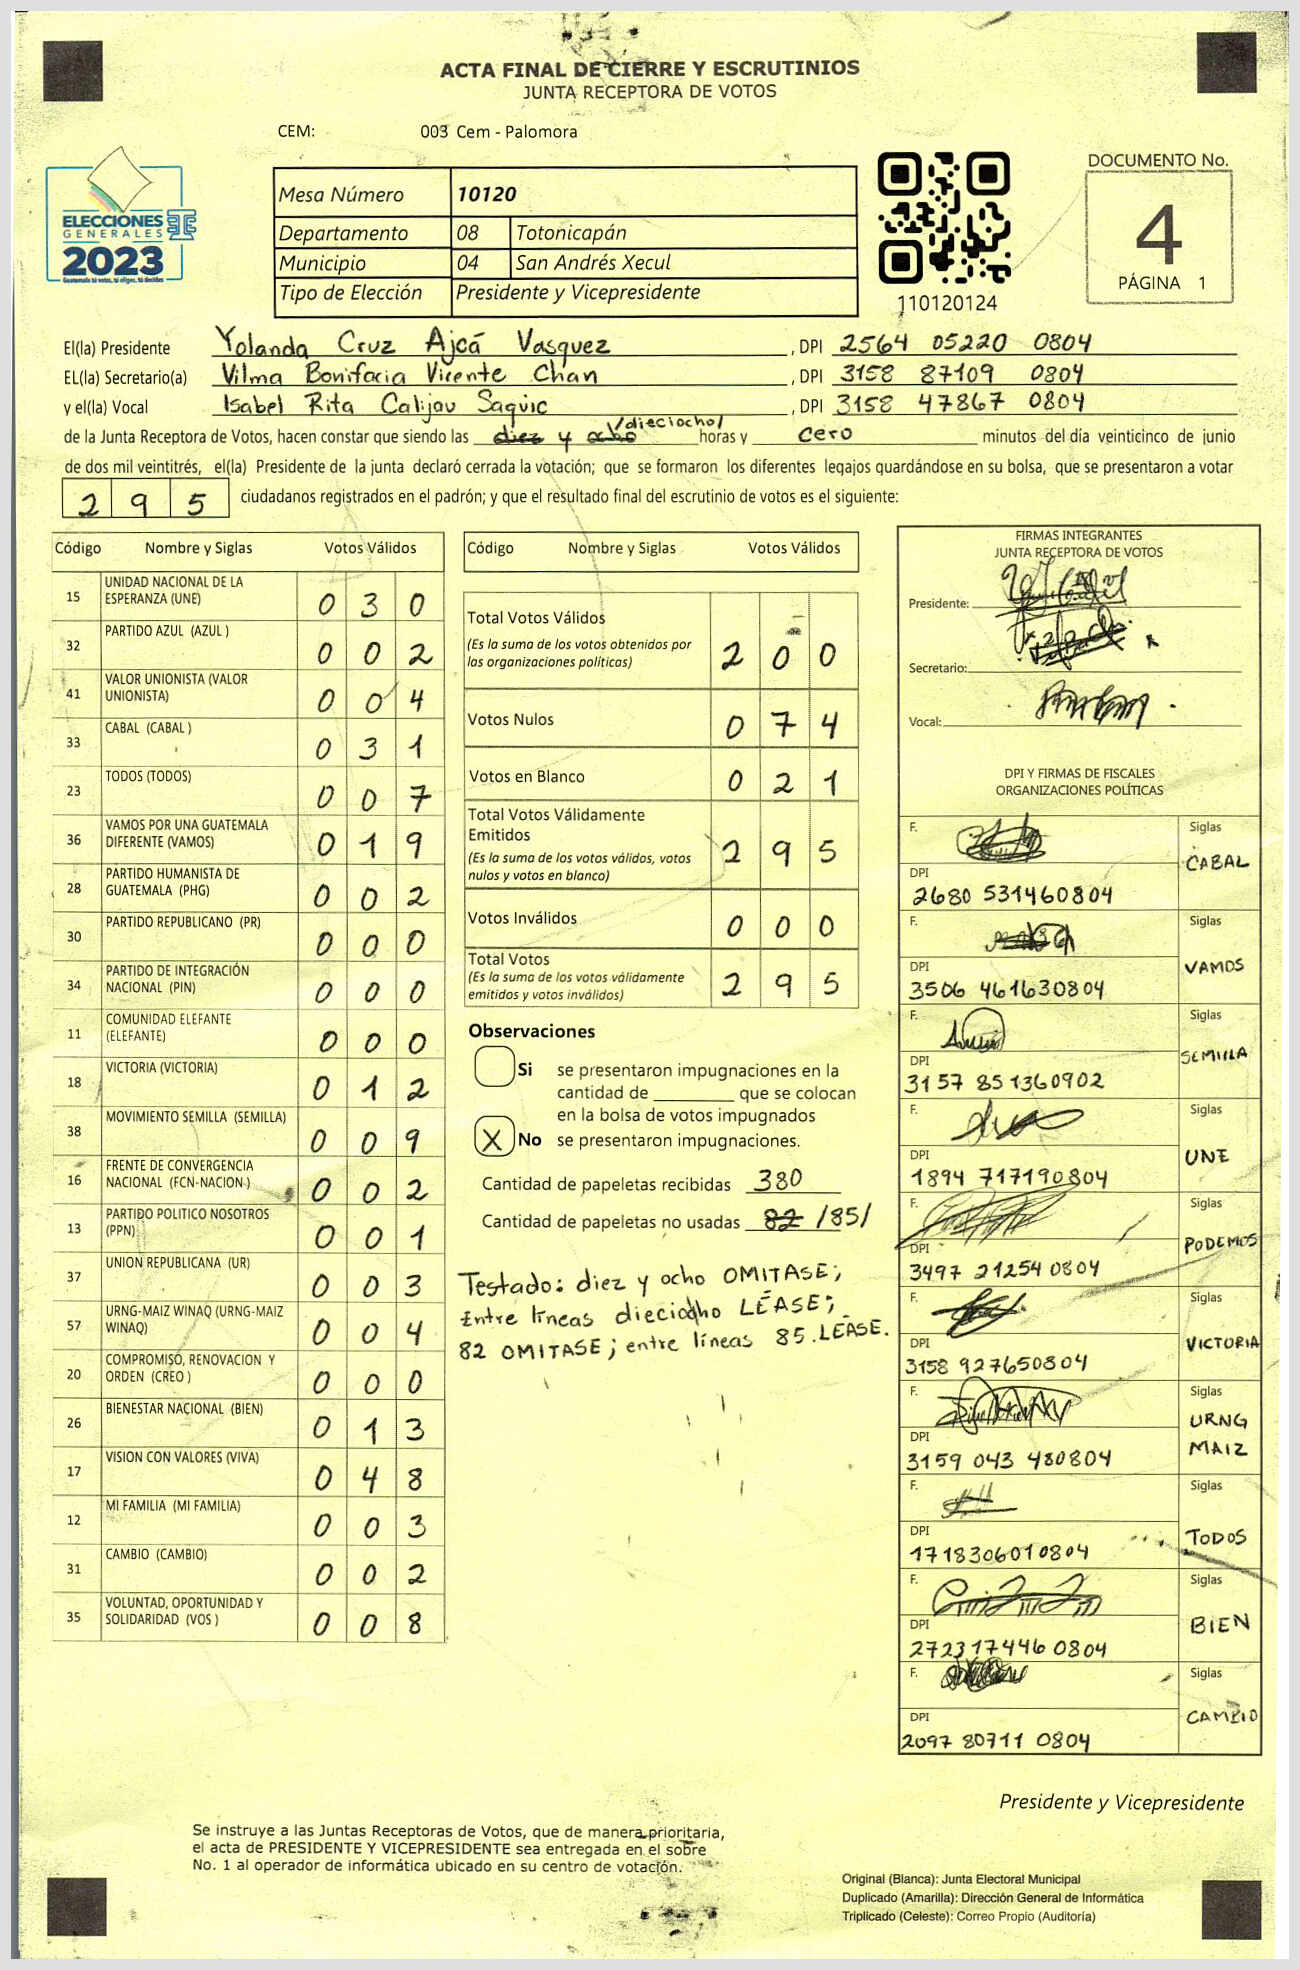 ACTA FINAL DE CIERRE Y ESCRUTINIOS
JUNTA RECEPTORA DE VOTOS
CEM: 003 Cem - Palomora
ELECCIONES
GENERALES
2023
Guatemala tú votas, tú eliges, tú decides
Mesa Número 10120
Departamento 08 Totonicapán
Municipio 04 San Andrés Xecul
Tipo de Elección Presidente y Vicepresidente
110120124
DOCUMENTO No.
4
PÁGINA 1
El(la) Presidente Yolanda Cruz Ajcá Vasquez , DPI 2564 05220 0804
EL(la) Secretario(a) Vilma Bonifacia Vicente Chan , DPI 3158 87109 0804
y el(la) Vocal Isabel Rita Calijau Saquic , DPI 3158 47867 0804
/dieciocho/
de la Junta Receptora de Votos, hacen constar que siendo las diez y ocho horas y cero minutos del día veinticinco de junio
de dos mil veintitrés, el(la) Presidente de la junta declaró cerrada la votación; que se formaron los diferentes legajos guardándose en su bolsa, que se presentaron a votar
295 ciudadanos registrados en el padrón; y que el resultado final del escrutinio de votos es el siguiente:
Código Nombre y Siglas Votos Válidos
15 UNIDAD NACIONAL DE LA ESPERANZA (UNE) 0 3 0
32 PARTIDO AZUL (AZUL ) 0 0 2
41 VALOR UNIONISTA (VALOR UNIONISTA) 0 0 4
33 CABAL (CABAL ) 0 3 1
23 TODOS (TODOS) 0 0 7
36 VAMOS POR UNA GUATEMALA DIFERENTE (VAMOS) 0 1 9
28 PARTIDO HUMANISTA DE GUATEMALA (PHG) 0 0 2
30 PARTIDO REPUBLICANO (PR) 0 0 0
34 PARTIDO DE INTEGRACIÓN NACIONAL (PIN) 0 0 0
11 COMUNIDAD ELEFANTE (ELEFANTE) 0 0 0
18 VICTORIA (VICTORIA) 0 1 2
38 MOVIMIENTO SEMILLA (SEMILLA) 0 0 9
16 FRENTE DE CONVERGENCIA NACIONAL (FCN-NACION ) 0 0 2
13 PARTIDO POLITICO NOSOTROS (PPN) 0 0 1
37 UNION REPUBLICANA (UR) 0 0 3
57 URNG-MAIZ WINAQ (URNG-MAIZ WINAQ) 0 0 4
20 COMPROMISO, RENOVACION Y ORDEN (CREO ) 0 0 0
26 BIENESTAR NACIONAL (BIEN) 0 1 3
17 VISION CON VALORES (VIVA) 0 4 8
12 MI FAMILIA (MI FAMILIA) 0 0 3
31 CAMBIO (CAMBIO) 0 0 2
35 VOLUNTAD, OPORTUNIDAD Y SOLIDARIDAD (VOS ) 0 0 8
Código Nombre y Siglas Votos Válidos
Total Votos Válidos
(Es la suma de los votos obtenidos por
las organizaciones políticas) 2 0 0
Votos Nulos 0 7 4
Votos en Blanco 0 2 1
Total Votos Válidamente
Emitidos
(Es la suma de los votos válidos, votos
nulos y votos en blanco) 2 9 5
Votos Inválidos 0 0 0
Total Votos
(Es la suma de los votos válidamente
emitidos y votos inválidos) 2 9 5
Observaciones
Si se presentaron impugnaciones en la
cantidad de ________ que se colocan
en la bolsa de votos impugnados
X No se presentaron impugnaciones.
Cantidad de papeletas recibidas 380
Cantidad de papeletas no usadas 82 /85/
Testado: diez y ocho OMITASE;
Entre líneas dieciocho LÉASE;
82 OMITASE; entre líneas 85.LÉASE.
FIRMAS INTEGRANTES
JUNTA RECEPTORA DE VOTOS
Presidente:
Secretario:
Vocal:
DPI Y FIRMAS DE FISCALES
ORGANIZACIONES POLÍTICAS
F. Siglas
CABAL
DPI
2680 531460804
F. Siglas
VAMOS
DPI
3506 461630804
F. Siglas
SEMILLA
DPI
3157 851360902
F. Siglas
UNE
DPI
1894 717190804
F. Siglas
PODEMOS
DPI
3497 21254 0804
F. Siglas
VICTORIA
DPI
3158 927650804
F. Siglas
URNG
MAIZ
DPI
3159 043 480804
F. Siglas
TODOS
DPI
1718306010804
F. Siglas
BIEN
DPI
272317446 0804
F. Siglas
CAMBIO
DPI
2097 80711 0804
Presidente y Vicepresidente
Se instruye a las Juntas Receptoras de Votos, que de manera prioritaria,
el acta de PRESIDENTE Y VICEPRESIDENTE sea entregada en el sobre
No. 1 al operador de informática ubicado en su centro de votación.
Original (Blanca): Junta Electoral Municipal
Duplicado (Amarilla): Dirección General de Informática
Triplicado (Celeste): Correo Propio (Auditoría)